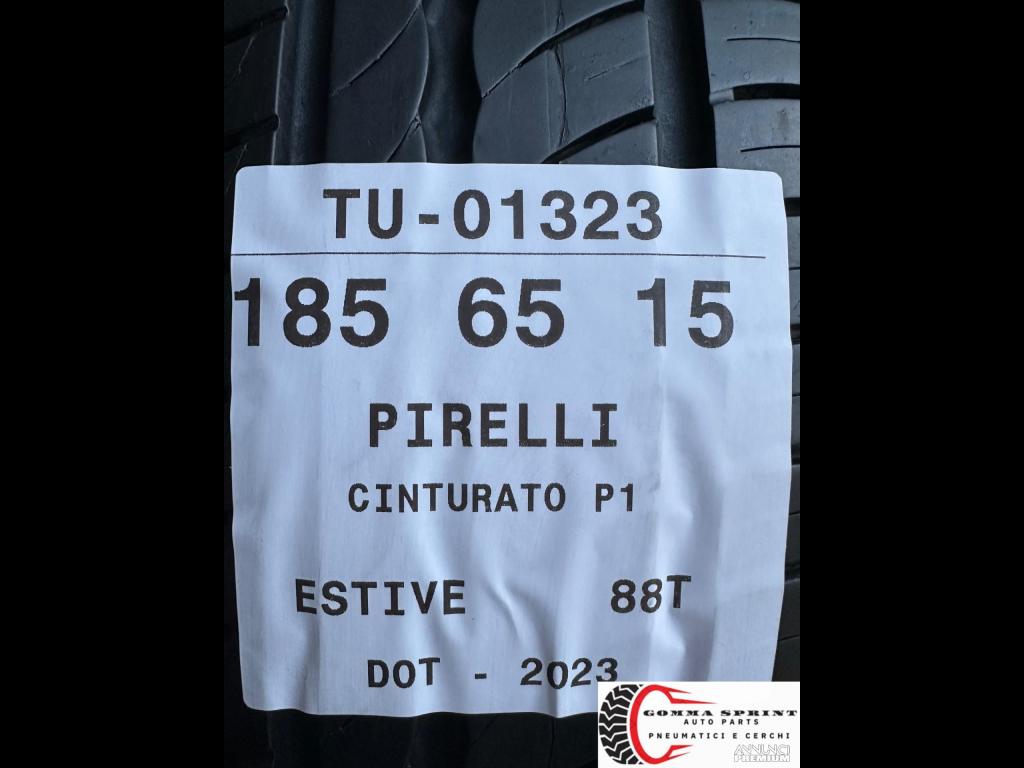 TU-01323
185 65 15
PIRELLI
CINTURATO P1
ESTIVE 88T
DOT - 2023
GOMMA SPRINT
AUTO PARTS
PNEUMATICI E CERCHI
ANNUNCI
PREMIUM